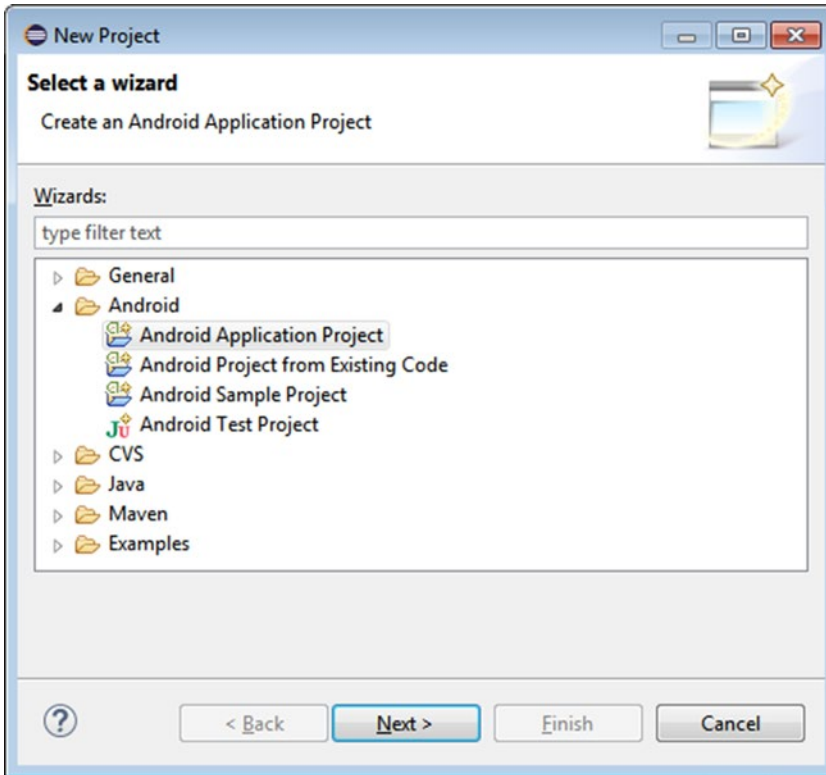 New Project
Select a wizard
Create an Android Application Project
Wizards:
type filter text
General
Android
Android Application Project
Android Project from Existing Code
Android Sample Project
Android Test Project
CVS
Java
Maven
Examples
? < Back Next > Finish Cancel